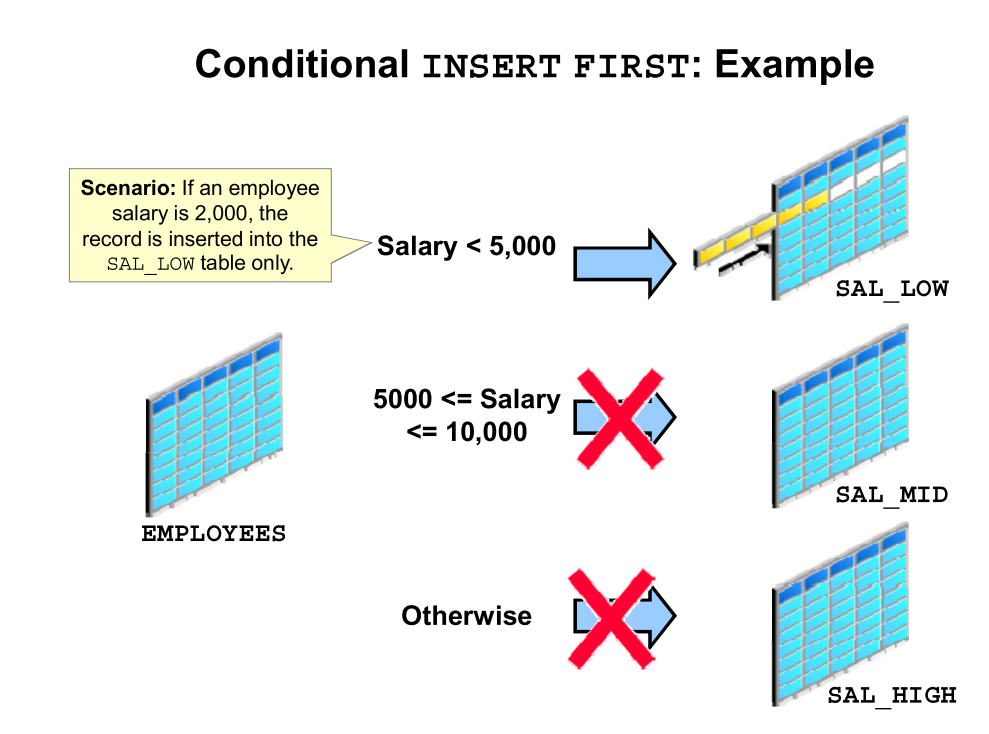 Conditional INSERT FIRST: Example
Scenario: If an employee
salary is 2,000, the
record is inserted into the
SAL_LOW table only.
Salary < 5,000
SAL_LOW
5000 <= Salary
<= 10,000
SAL_MID
EMPLOYEES
Otherwise
SAL_HIGH